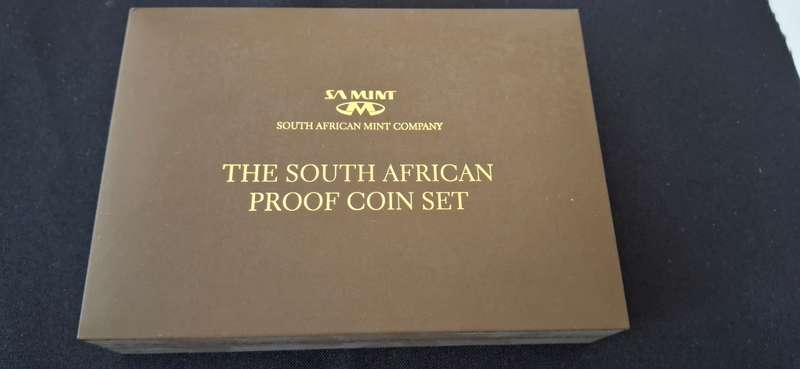 SA MINT
SOUTH AFRICAN MINT COMPANY
THE SOUTH AFRICAN
PROOF COIN SET